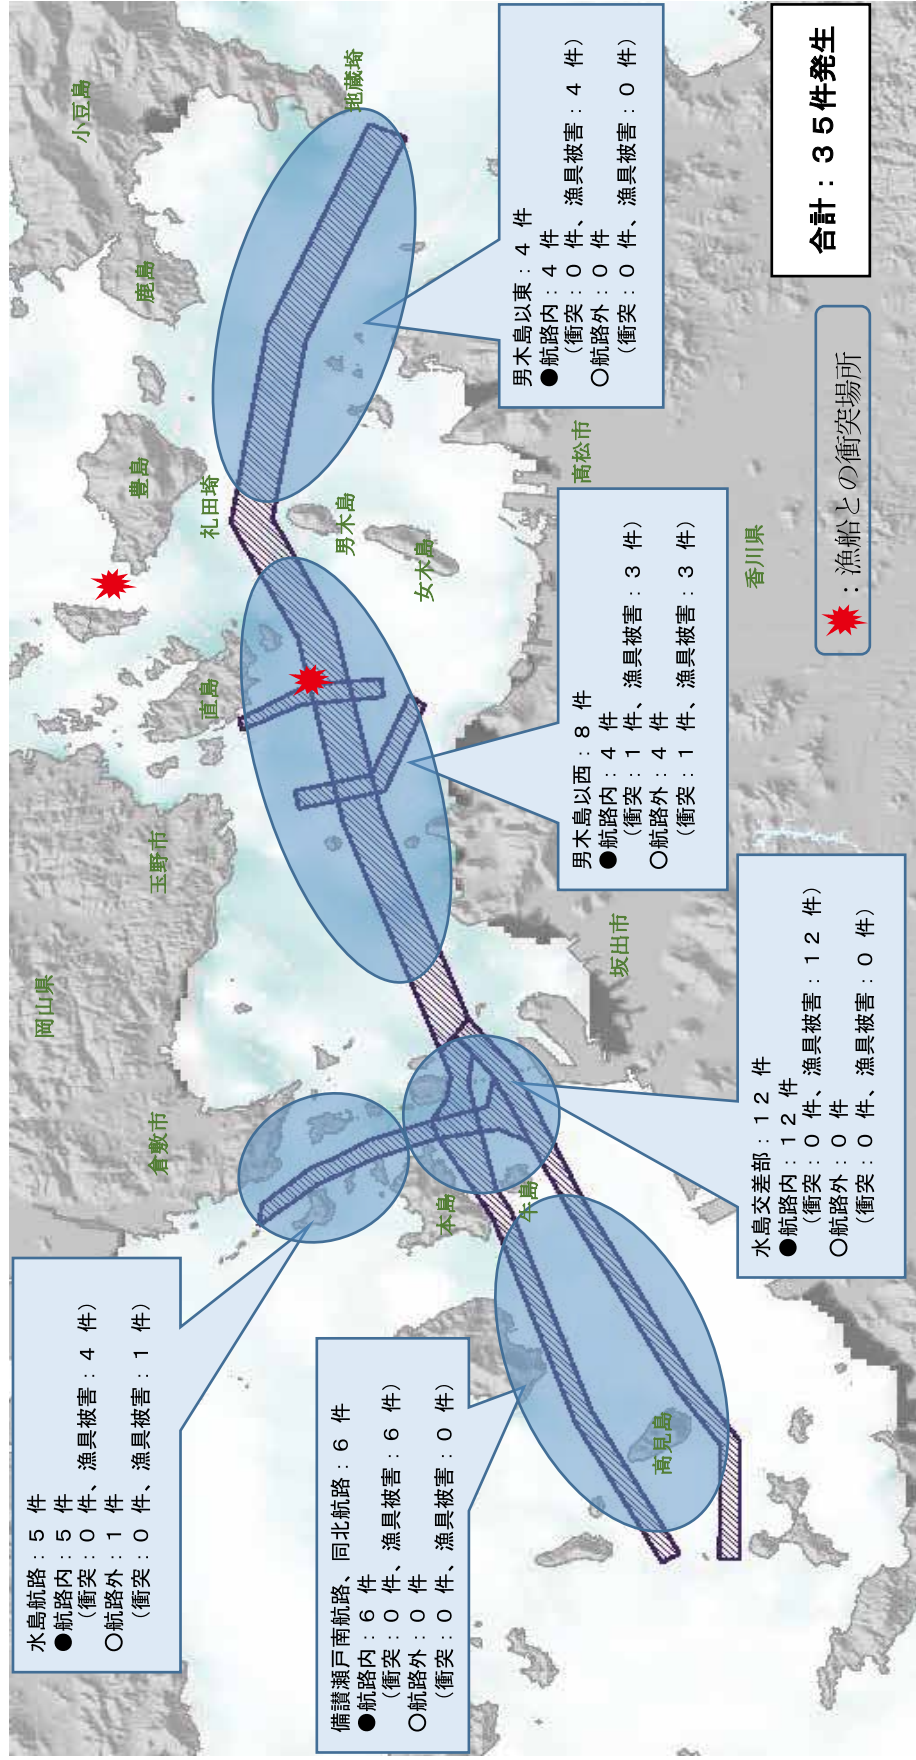 水島航路：５ 件
●航路内：５ 件
（衝突：０ 件、漁具被害：４ 件）
○航路外：１ 件
（衝突：０ 件、漁具被害：１ 件）
備讃瀬戸南航路、同北航路：６ 件
●航路内：６ 件
（衝突：０ 件、漁具被害：６ 件）
○航路外：０ 件
（衝突：０ 件、漁具被害：０ 件）
水島交差部：１２ 件
●航路内：１２ 件
（衝突：０ 件、漁具被害：１２ 件）
○航路外：０ 件
（衝突：０ 件、漁具被害：０ 件）
男木島以西：８ 件
●航路内：４ 件
（衝突：１ 件、漁具被害：３ 件）
○航路外：４ 件
（衝突：１ 件、漁具被害：３ 件）
男木島以東：４ 件
●航路内：４ 件
（衝突：０ 件、漁具被害：４ 件）
○航路外：０ 件
（衝突：０ 件、漁具被害：０ 件）
岡山県
倉敷市
玉野市
直島
豊島
小豆島
鹿島
地蔵埼
礼田埼
男木島
女木島
本島
牛島
高見島
坂出市
高松市
香川県
：漁船との衝突場所
合計：３５件発生